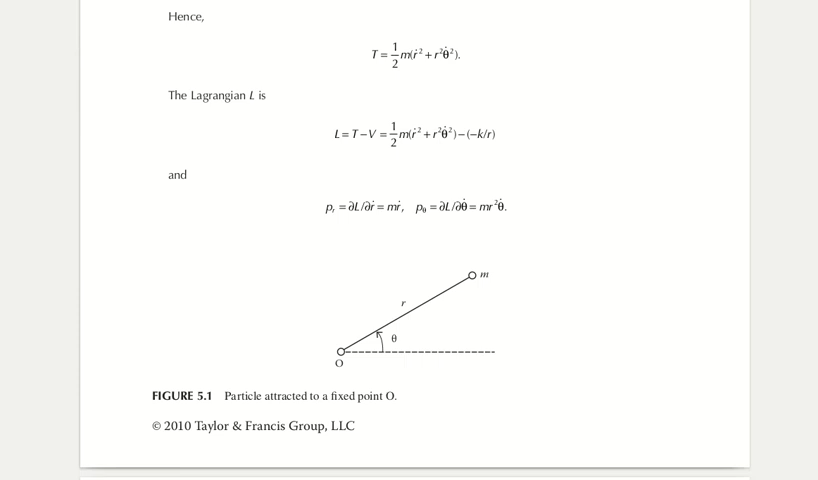 Hence,
T = 1/2 m(ṙ² + r²θ̇²).
The Lagrangian L is
L = T − V = 1/2 m(ṙ² + r²θ̇²) − (−k/r)
and
pᵣ = ∂L/∂ṙ = mṙ, p_θ = ∂L/∂θ̇ = mr²θ̇.
m
r
θ
O
FIGURE 5.1 Particle attracted to a fixed point O.
© 2010 Taylor & Francis Group, LLC